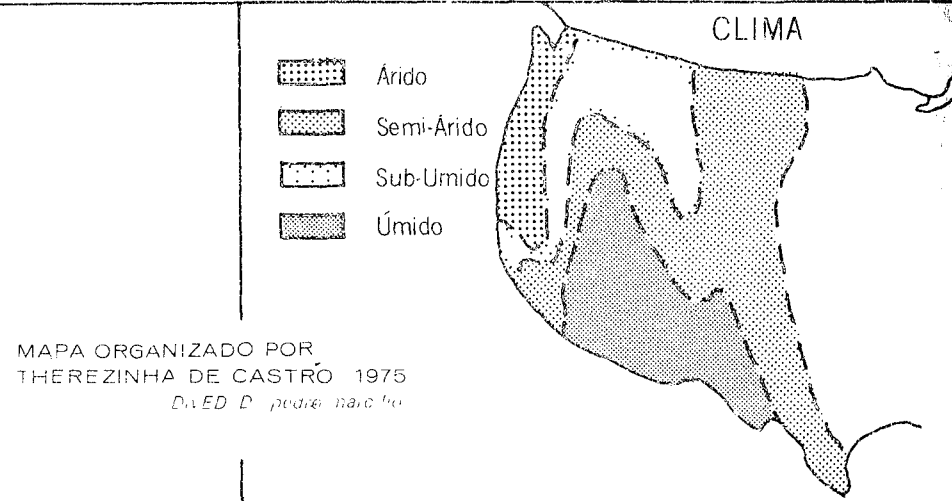 CLIMA
Árido
Semi-Árido
Sub-Umido
Úmido
MAPA ORGANIZADO POR
THEREZINHA DE CASTRO 1975